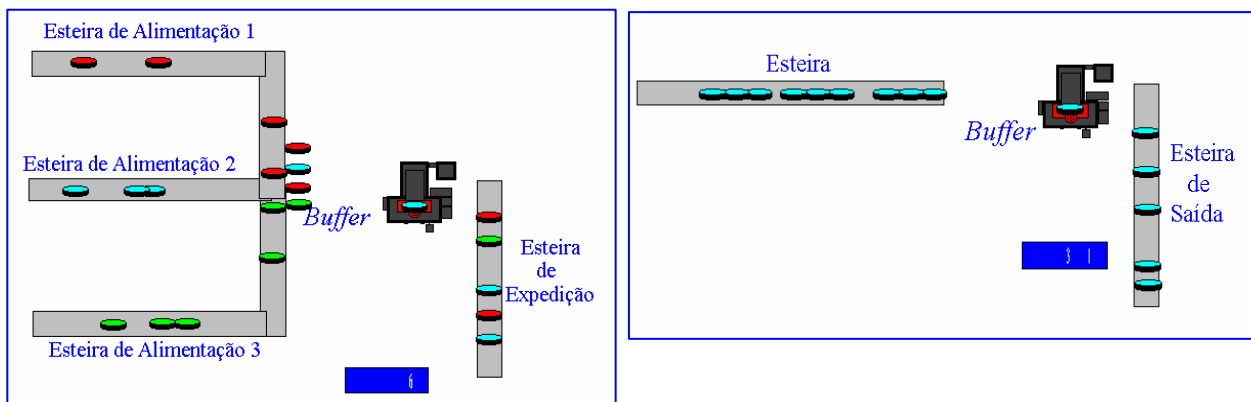 Esteira de Alimentação 1
Esteira de Alimentação 2
Buffer
Esteira
de
Expedição
Esteira de Alimentação 3
6
Esteira
Buffer
Esteira
de
Saída
3 1